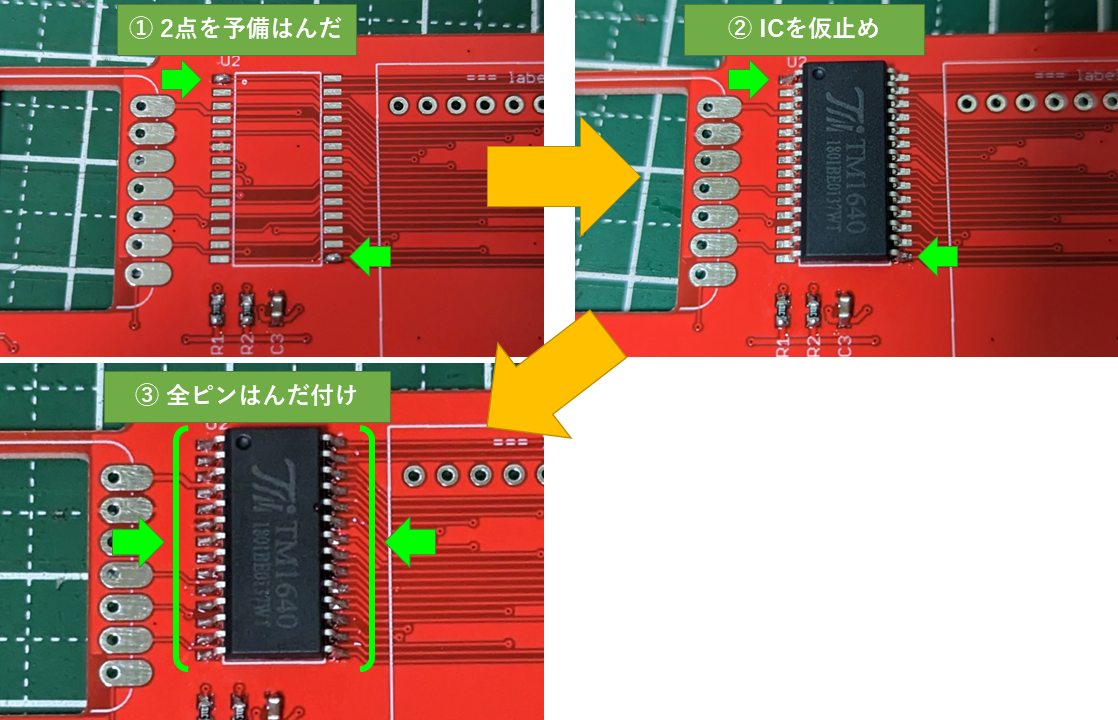 ① 2点を予備はんだ
U2
=== labe
R1
R2
C3
② ICを仮止め
U2
=== labe
TM1640
R1
R2
C3
③ 全ピンはんだ付け
U2
===
TM1640